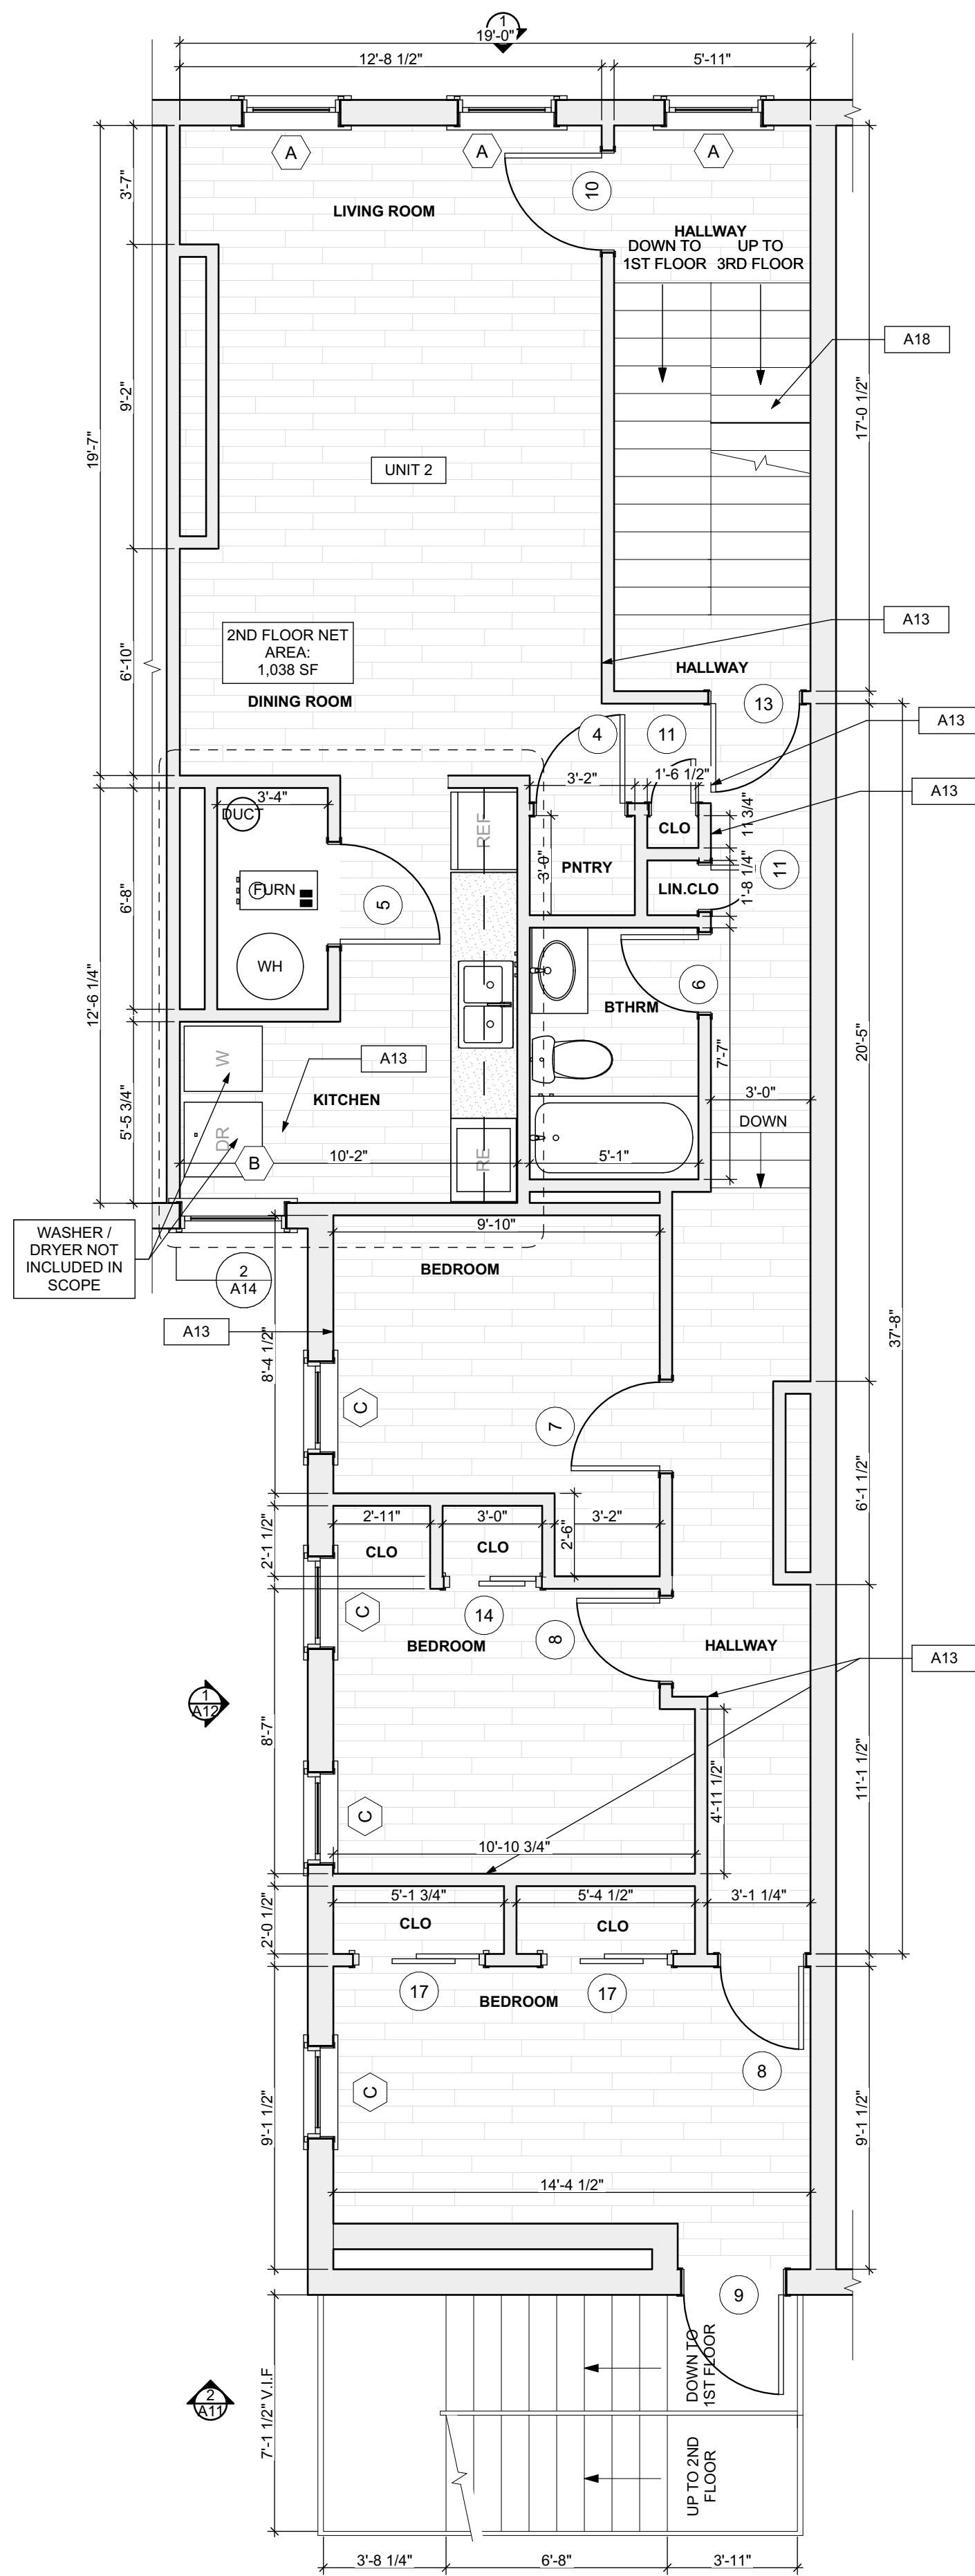 1
19'-0"
12'-8 1/2"
5'-11"
A
A
A
3'-7"
10
LIVING ROOM
HALLWAY
DOWN TO
1ST FLOOR
UP TO
3RD FLOOR
A18
9'-2"
19'-7"
17'-0 1/2"
UNIT 2
A13
2ND FLOOR NET
AREA:
1,038 SF
6'-10"
HALLWAY
DINING ROOM
13
4
11
A13
3'-2"
1'-6 1/2"
3'-4"
A13
DUCT
REF
CLO
11 3/4"
PNTRY
3'-0"
11
FURN
LIN.CLO
1'-8 1/4"
5
6'-8"
WH
6
12'-6 1/4"
BTHRM
20'-5"
W
A13
7'-7"
KITCHEN
3'-0"
5'-5 3/4"
DOWN
DR
B
10'-2"
RE
5'-1"
WASHER /
DRYER NOT
INCLUDED IN
SCOPE
9'-10"
BEDROOM
2
A14
A13
8'-4 1/2"
37'-8"
C
7
6'-1 1/2"
2'-11"
3'-0"
3'-2"
2'-6"
2'-1 1/2"
CLO
CLO
C
14
8
BEDROOM
HALLWAY
A13
1
A12
8'-7"
4'-11 1/2"
11'-1 1/2"
C
10'-10 3/4"
5'-1 3/4"
5'-4 1/2"
3'-1 1/4"
2'-0 1/2"
CLO
CLO
17
17
BEDROOM
8
C
9'-1 1/2"
9'-1 1/2"
14'-4 1/2"
9
DOWN TO
1ST FLOOR
2
A11
7'-1 1/2" V.I.F
UP TO 2ND
FLOOR
3'-8 1/4"
6'-8"
3'-11"